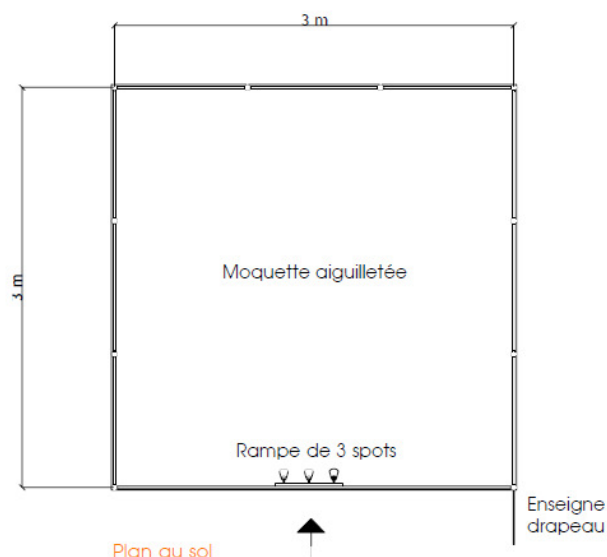 3 m
3 m
Moquette aiguilletée
Rampe de 3 spots
Enseigne
drapeau
Plan au sol